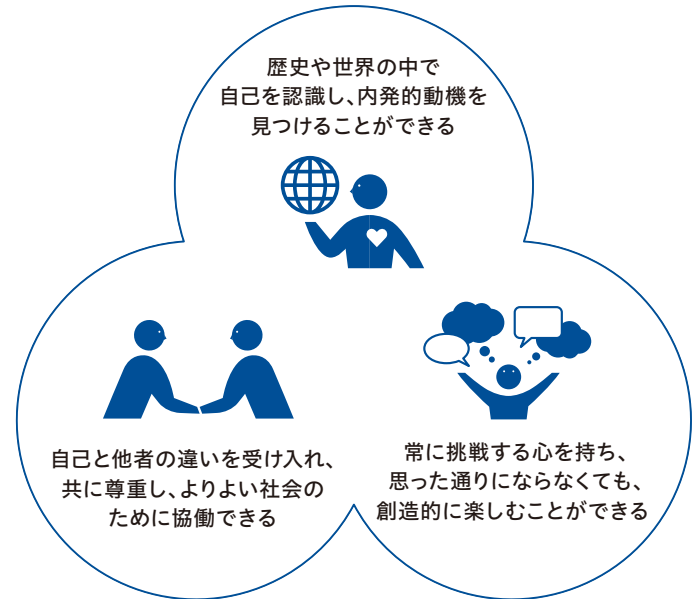 歴史や世界の中で
自己を認識し、内発的動機を
見つけることができる
自己と他者の違いを受け入れ、
共に尊重し、よりよい社会の
ために協働できる
常に挑戦する心を持ち、
思った通りにならなくても、
創造的に楽しむことができる